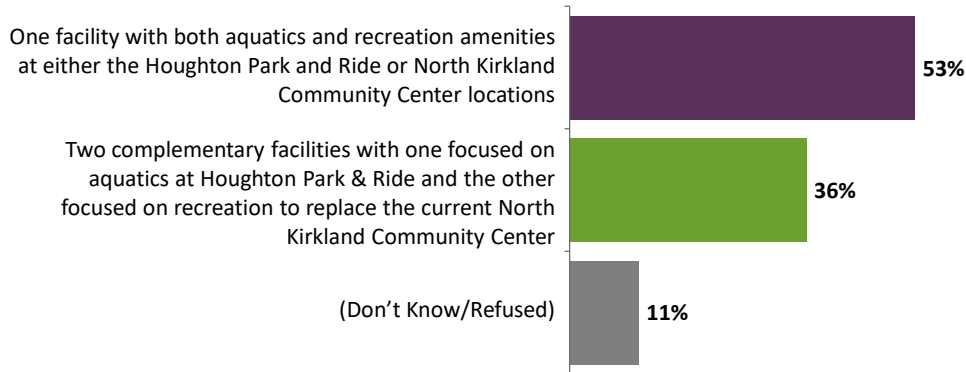 One facility with both aquatics and recreation amenities
at either the Houghton Park and Ride or North Kirkland
Community Center locations
53%
Two complementary facilities with one focused on
aquatics at Houghton Park & Ride and the other
focused on recreation to replace the current North
Kirkland Community Center
36%
(Don’t Know/Refused)
11%